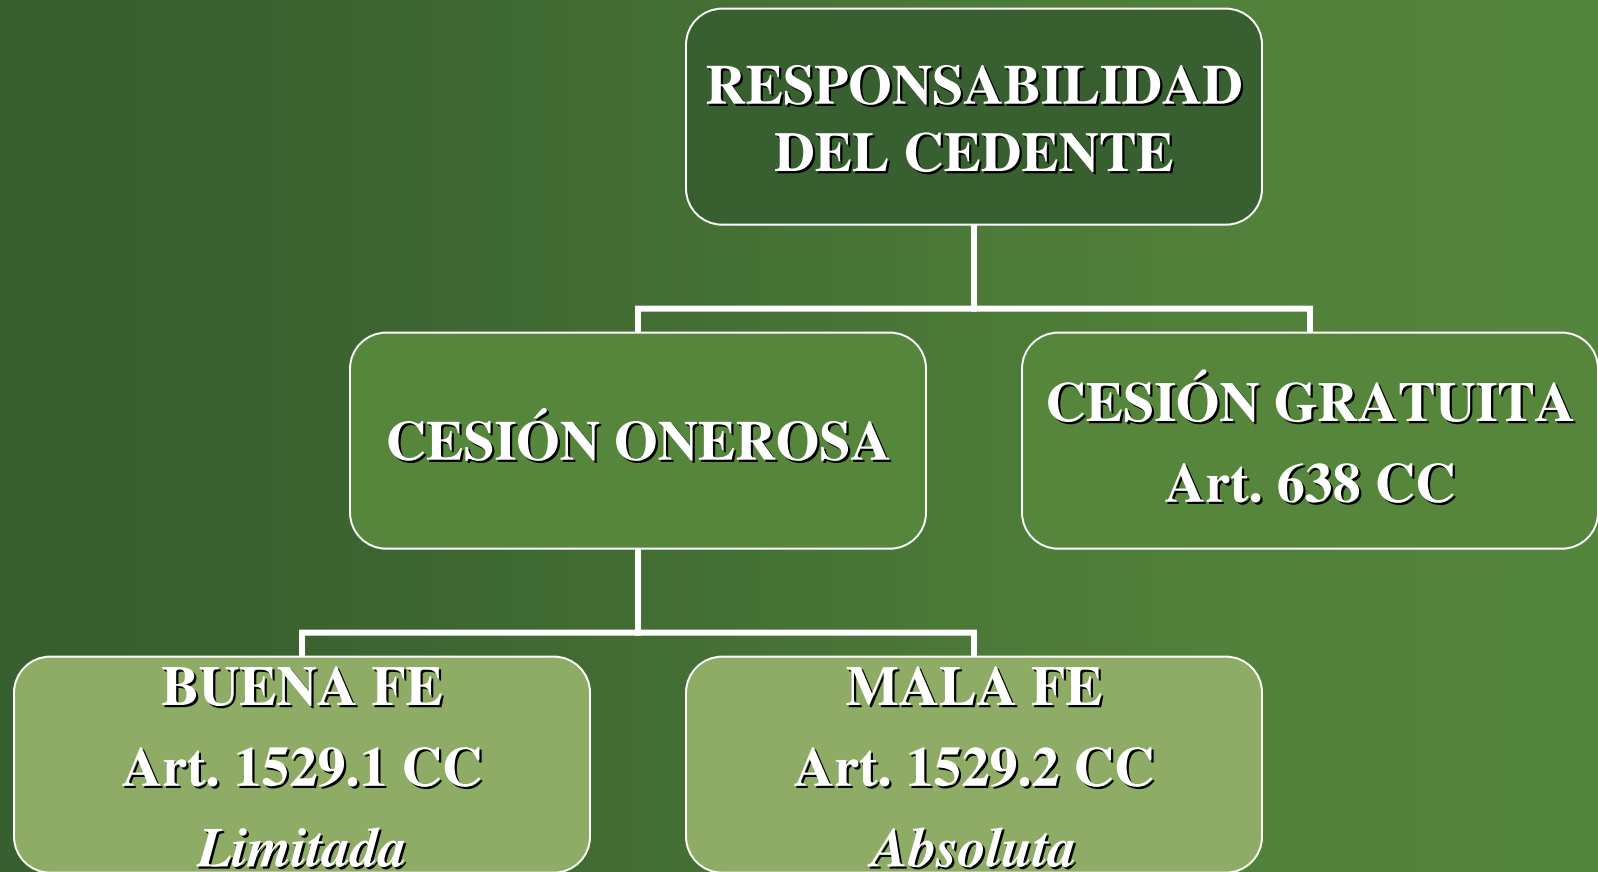 RESPONSABILIDAD
DEL CEDENTE
CESIÓN ONEROSA
CESIÓN GRATUITA
Art. 638 CC
BUENA FE
Art. 1529.1 CC
Limitada
MALA FE
Art. 1529.2 CC
Absoluta